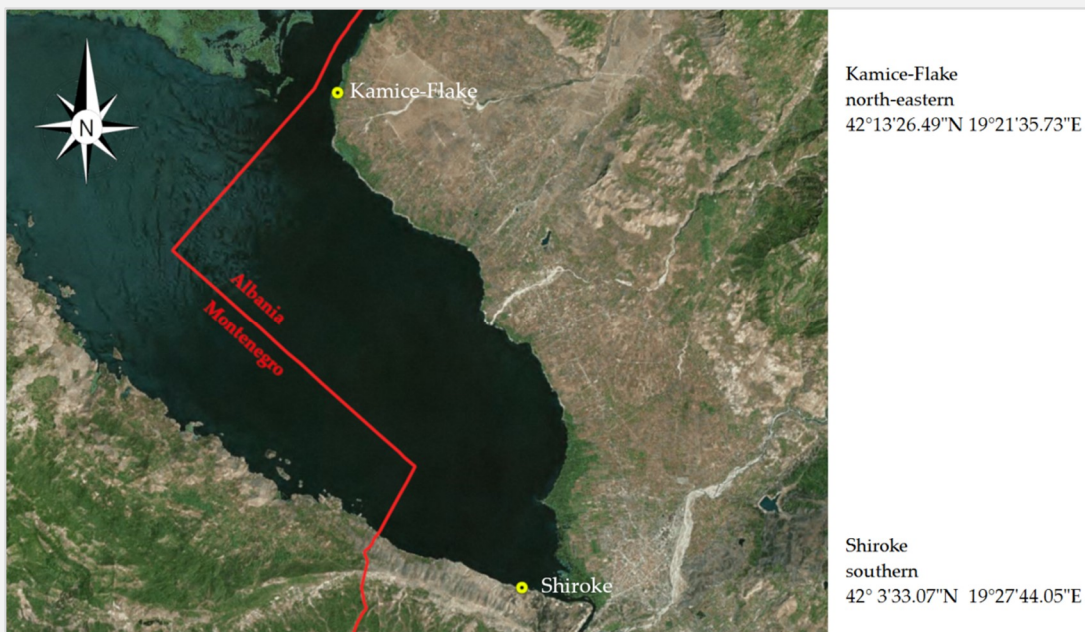 N
Kamice-Flake
Albania
Montenegro
Shiroke
Kamice-Flake
north-eastern
42°13'26.49"N 19°21'35.73"E
Shiroke
southern
42° 3'33.07"N  19°27'44.05"E